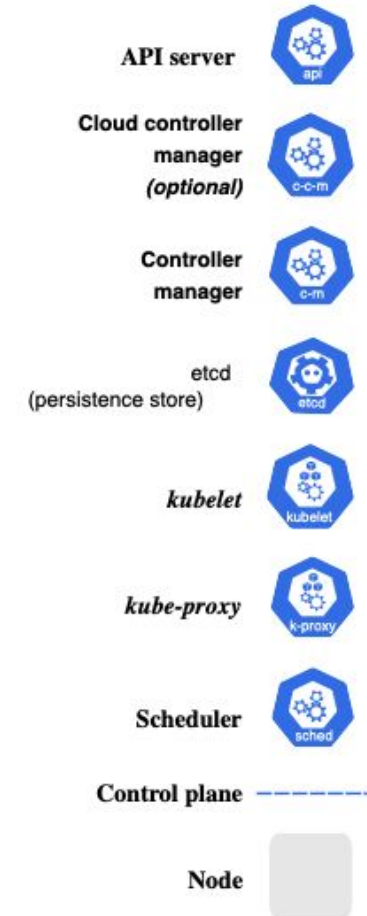 API server
api
Cloud controller
manager
(optional)
c-c-m
Controller
manager
c-m
etcd
(persistence store)
etcd
kubelet
kubelet
kube-proxy
k-proxy
Scheduler
sched
Control plane
Node